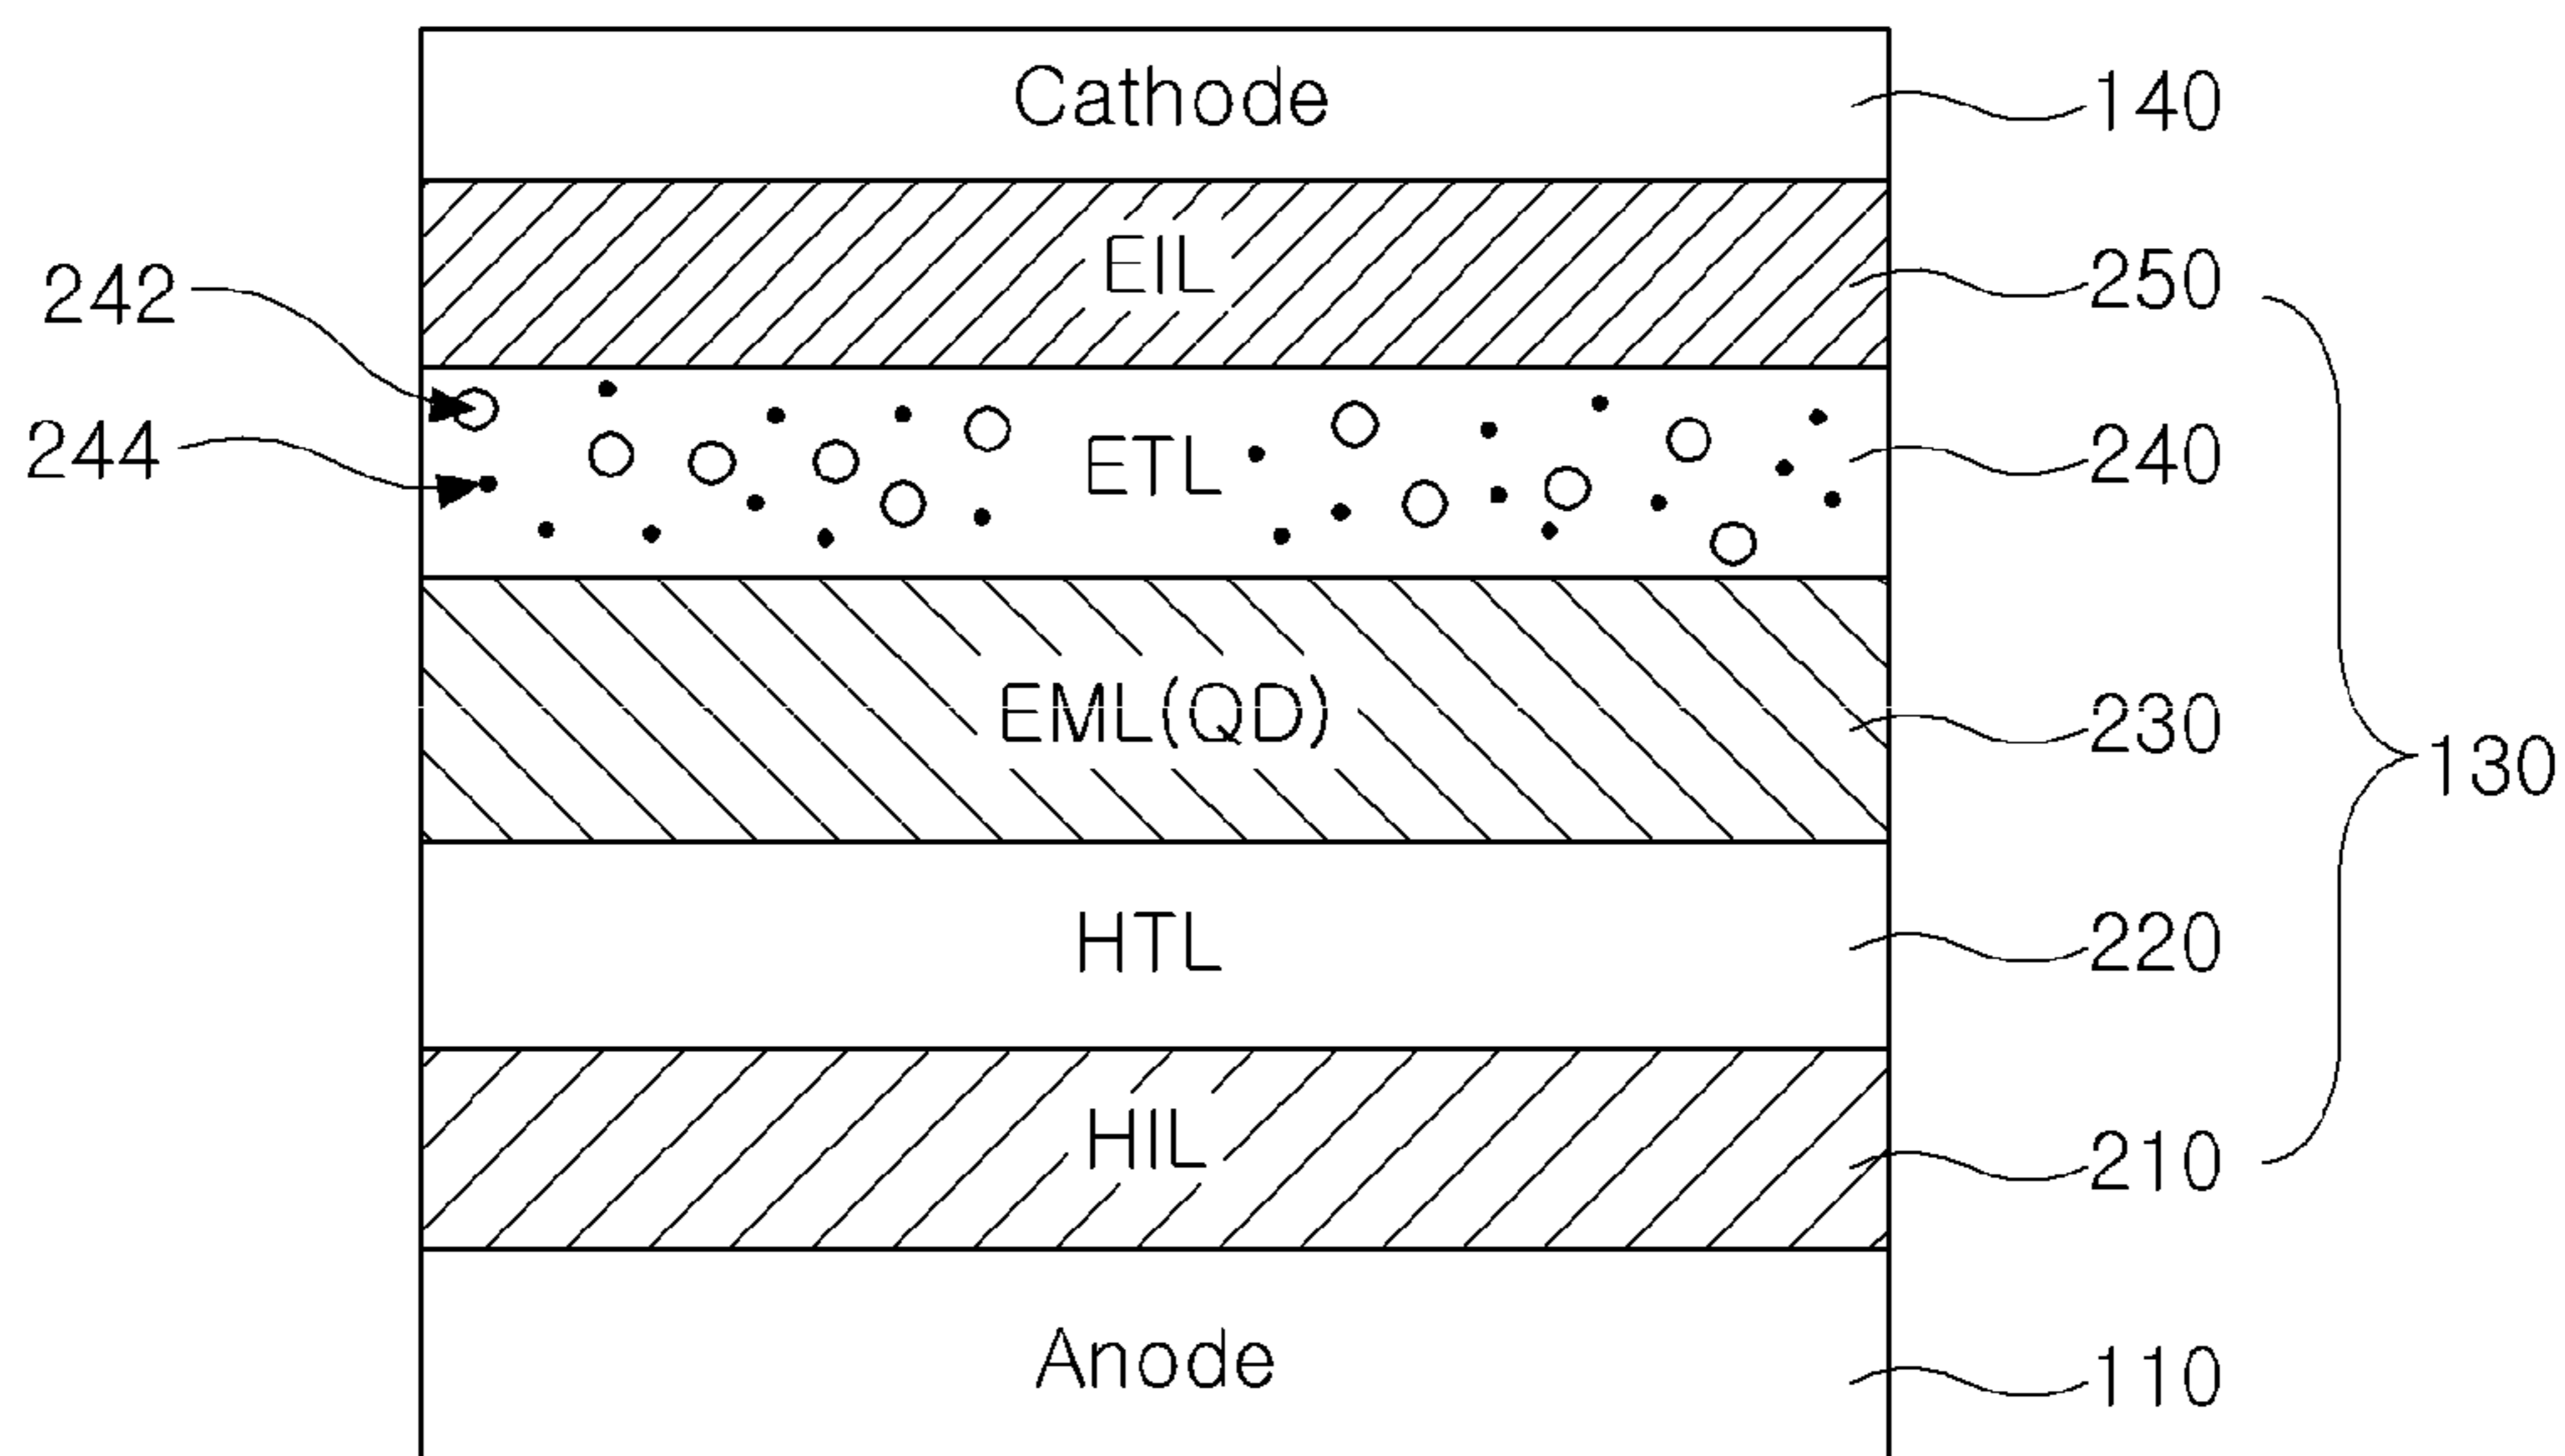 Cathode 140
EIL 250
242
ETL 240
244
EML(QD) 230
130
HTL 220
HIL 210
Anode 110